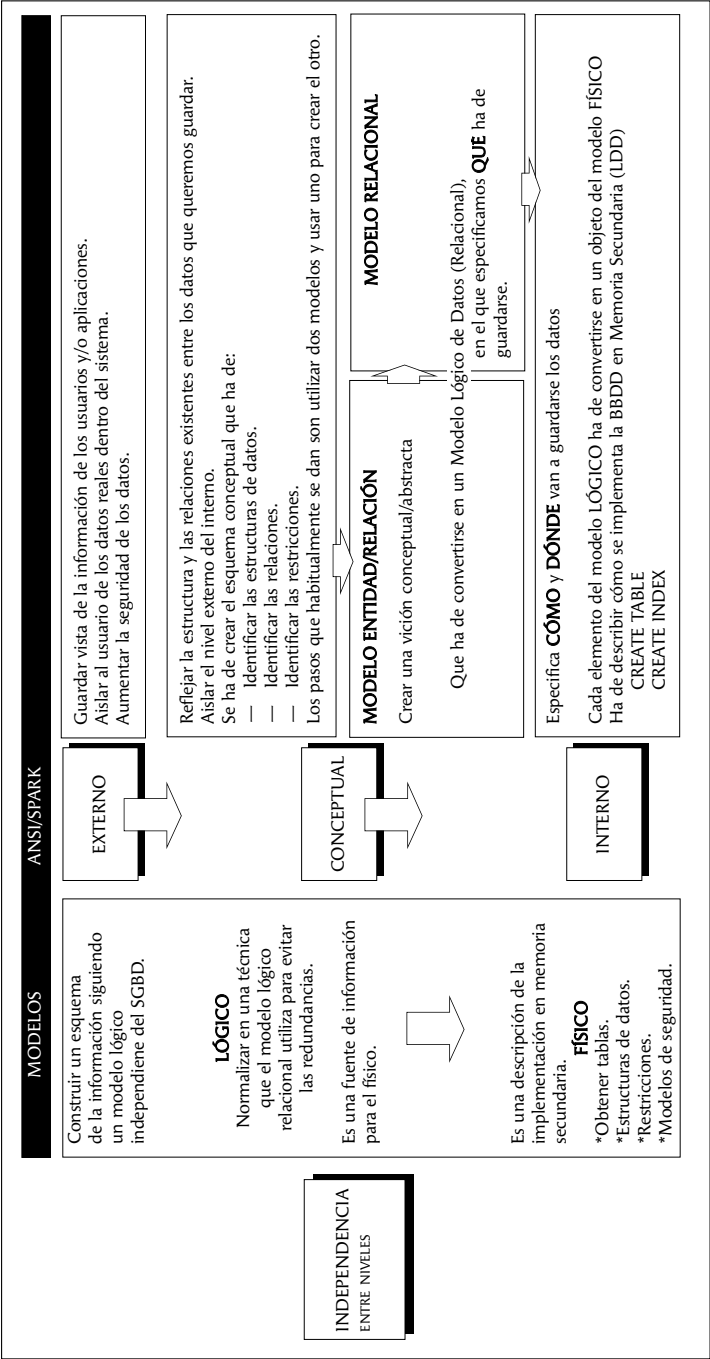 MODELOS
ANSI/SPARK
INDEPENDENCIA
ENTRE NIVELES
Construir un esquema
de la información siguiendo
un modelo lógico
independiene del SGBD.
LÓGICO
Normalizar en una técnica
que el modelo lógico
relacional utiliza para evitar
las redundancias.
Es una fuente de información
para el físico.
Es una descripción de la
implementación en memoria
secundaria.
FÍSICO
*Obtener tablas.
*Estructuras de datos.
*Restricciones.
*Modelos de seguridad.
EXTERNO
Guardar vista de la información de los usuarios y/o aplicaciones.
Aislar al usuario de los datos reales dentro del sistema.
Aumentar la seguridad de los datos.
CONCEPTUAL
Reflejar la estructura y las relaciones existentes entre los datos que queremos guardar.
Aislar el nivel externo del interno.
Se ha de crear el esquema conceptual que ha de:
— Identificar las estructuras de datos.
— Identificar las relaciones.
— Identificar las restricciones.
Los pasos que habitualmente se dan son utilizar dos modelos y usar uno para crear el otro.
MODELO ENTIDAD/RELACIÓN
Crear una vición conceptual/abstracta
MODELO RELACIONAL
Que ha de convertirse en un Modelo Lógico de Datos (Relacional),
en el que especificamos QUÉ ha de
guardarse.
INTERNO
Especifica CÓMO y DÓNDE van a guardarse los datos
Cada elemento del modelo LÓGICO ha de convertirse en un objeto del modelo FÍSICO
Ha de describir cómo se implementa la BBDD en Memoria Secundaria (LDD)
CREATE TABLE
CREATE INDEX